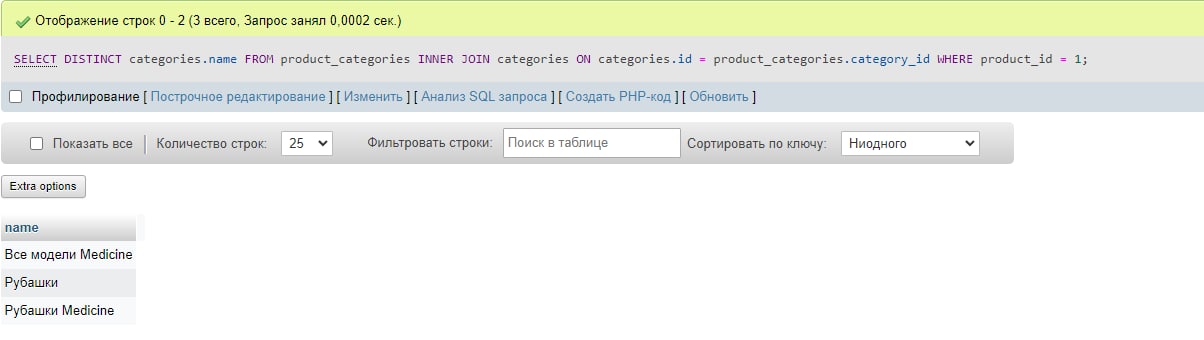 Отображение строк 0 - 2 (3 всего, Запрос занял 0,0002 сек.)
SELECT DISTINCT categories.name FROM product_categories INNER JOIN categories ON categories.id = product_categories.category_id WHERE product_id = 1;
Профилирование [ Построчное редактирование ] [ Изменить ] [ Анализ SQL запроса ] [ Создать PHP-код ] [ Обновить ]
Показать все Количество строк: 25 Фильтровать строки: Поиск в таблице Сортировать по ключу: Ниодного
Extra options
name
Все модели Medicine
Рубашки
Рубашки Medicine